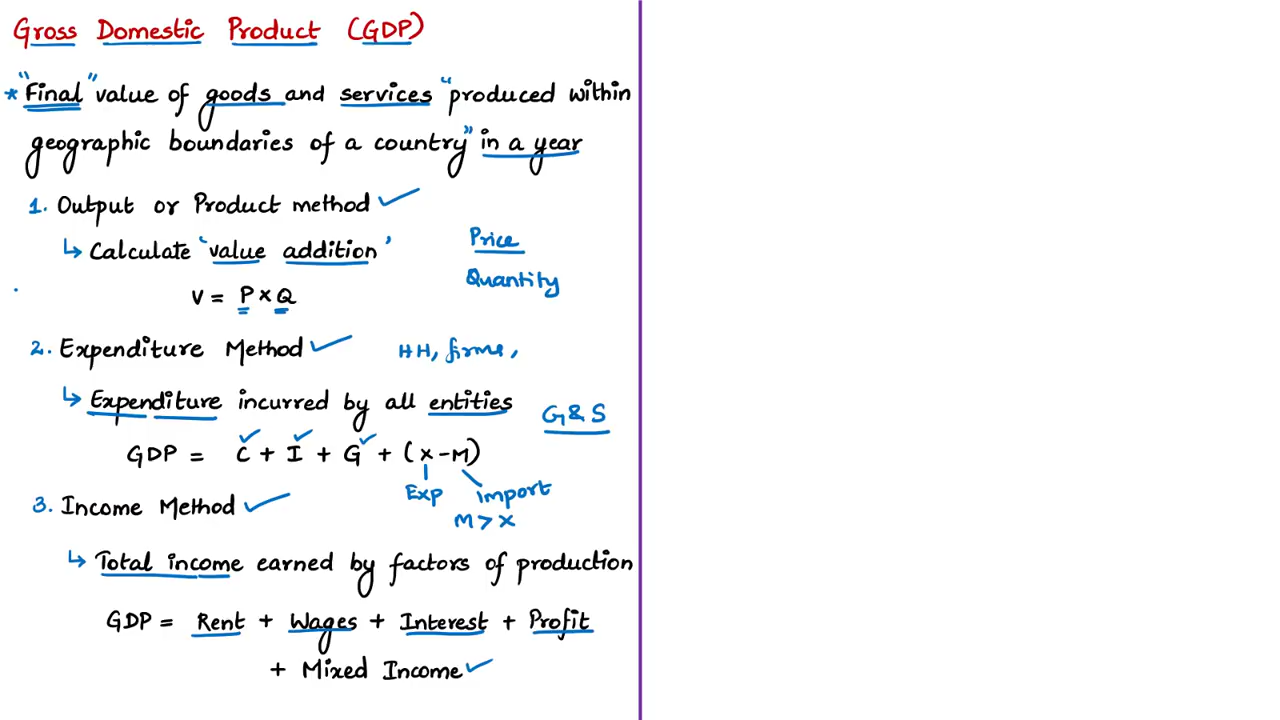 Gross Domestic Product (GDP)
* "Final" value of goods and services "produced within
geographic boundaries of a country" in a year
1. Output or Product method ✓
↳ Calculate 'value addition'
Price
Quantity
V = P × Q
2. Expenditure Method ✓
HH, firms,
↳ Expenditure incurred by all entities
G & S
GDP = C + I + G + (X - M)
Exp
import
M > X
3. Income Method ✓
↳ Total income earned by factors of production
GDP = Rent + Wages + Interest + Profit
+ Mixed Income ✓